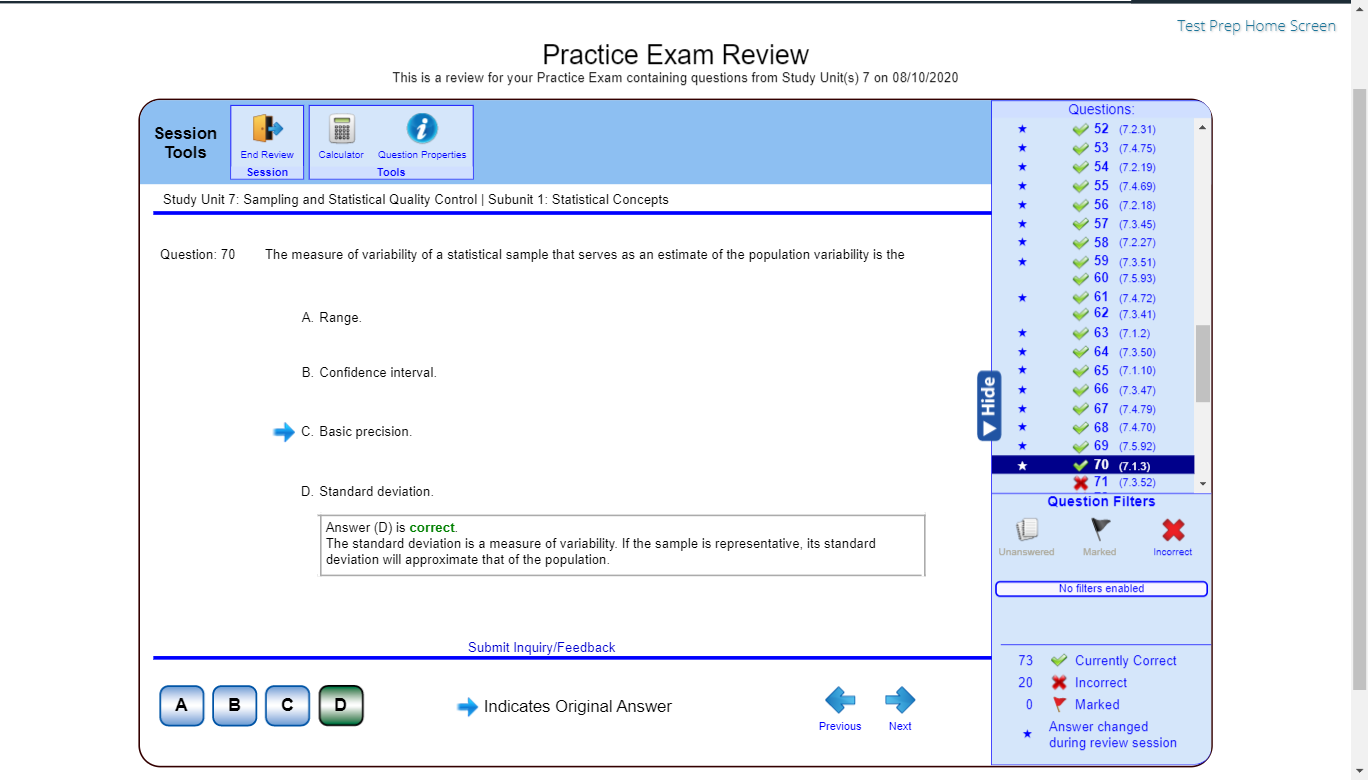 Test Prep Home Screen
Practice Exam Review
This is a review for your Practice Exam containing questions from Study Unit(s) 7 on 08/10/2020
Session
Tools
End Review
Session
Calculator
Question Properties
Tools
Study Unit 7: Sampling and Statistical Quality Control | Subunit 1: Statistical Concepts
Question: 70
The measure of variability of a statistical sample that serves as an estimate of the population variability is the
A. Range.
B. Confidence interval.
C. Basic precision.
D. Standard deviation.
Answer (D) is correct.
The standard deviation is a measure of variability. If the sample is representative, its standard
deviation will approximate that of the population.
Submit Inquiry/Feedback
A
B
C
D
Indicates Original Answer
Previous
Next
Hide
Questions:
52 (7.2.31)
53 (7.4.75)
54 (7.2.19)
55 (7.4.69)
56 (7.2.18)
57 (7.3.45)
58 (7.2.27)
59 (7.3.51)
60 (7.5.93)
61 (7.4.72)
62 (7.3.41)
63 (7.1.2)
64 (7.3.50)
65 (7.1.10)
66 (7.3.47)
67 (7.4.79)
68 (7.4.70)
69 (7.5.92)
70 (7.1.3)
71 (7.3.52)
Question Filters
Unanswered
Marked
Incorrect
No filters enabled
73 Currently Correct
20 Incorrect
0 Marked
Answer changed
during review session